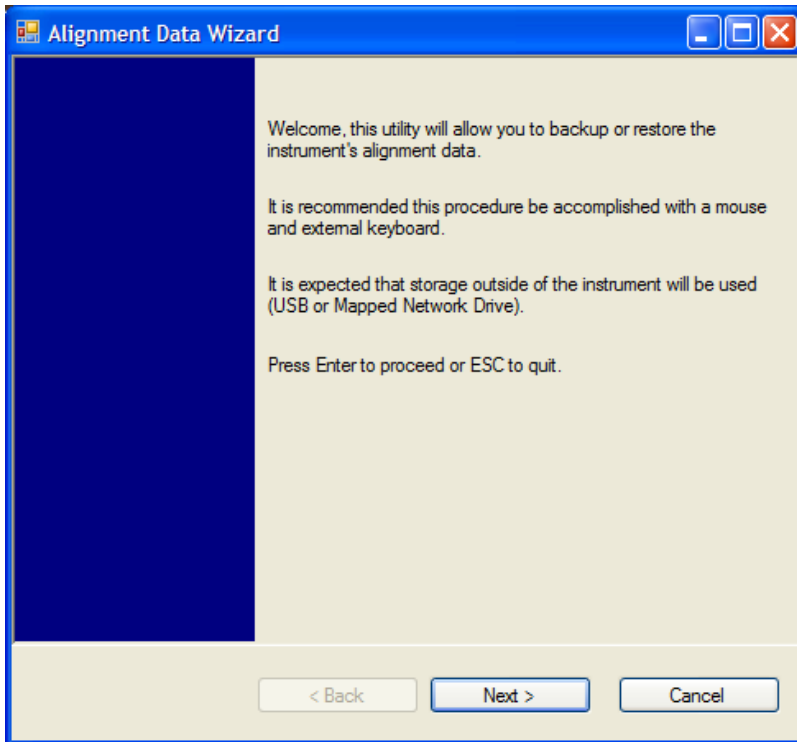 Alignment Data Wizard
Welcome, this utility will allow you to backup or restore the
instrument's alignment data.
It is recommended this procedure be accomplished with a mouse
and external keyboard.
It is expected that storage outside of the instrument will be used
(USB or Mapped Network Drive).
Press Enter to proceed or ESC to quit.
< Back
Next >
Cancel